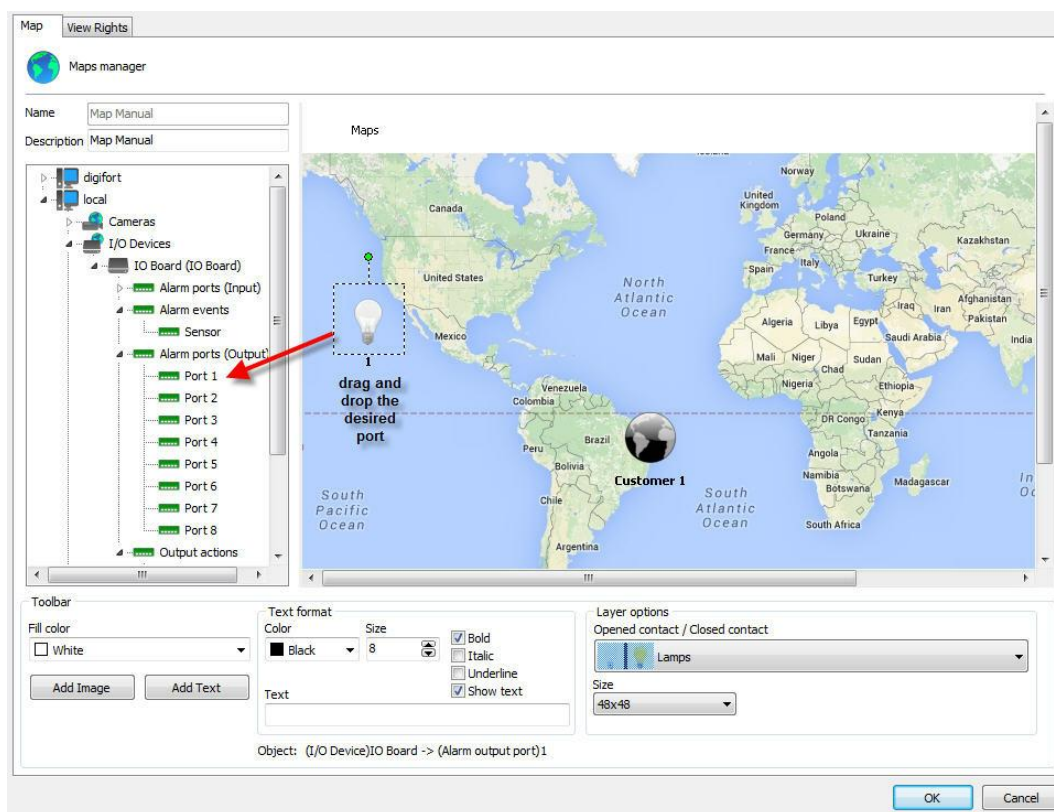 Map
View Rights
Maps manager
Name
Map Manual
Description
Map Manual
digifort
local
Cameras
I/O Devices
IO Board (IO Board)
Alarm ports (Input)
Alarm events
Sensor
Alarm ports (Output)
Port 1
Port 2
Port 3
Port 4
Port 5
Port 6
Port 7
Port 8
Output actions
Maps
Norway
United
Kingdom
Canada
Poland
Germany
Ukraine
Kazakhstan
France
Italy
Spain
Turkey
United States
North
Atlantic
Ocean
Iraq
Iran
Afghanistan
Pakistan
Algeria
Libya
Egypt
Saudi Arabia
India
Mexico
1
drag and
drop the
desired
port
Mali
Niger
Sudan
Chad
Nigeria
Ethiopia
Venezuela
Colombia
DR Congo
Kenya
Tanzania
Brazil
Peru
Angola
Bolivia
Namibia
Botswana
Madagascar
Customer 1
South
Pacific
Ocean
Chile
South
Atlantic
Ocean
South Africa
In
Oc
Argentina
Toolbar
Fill color
White
Add Image
Add Text
Text format
Color
Size
Black
8
Bold
Italic
Underline
Show text
Text
Layer options
Opened contact / Closed contact
Lamps
Size
48x48
Object: (I/O Device)IO Board -> (Alarm output port)1
OK
Cancel